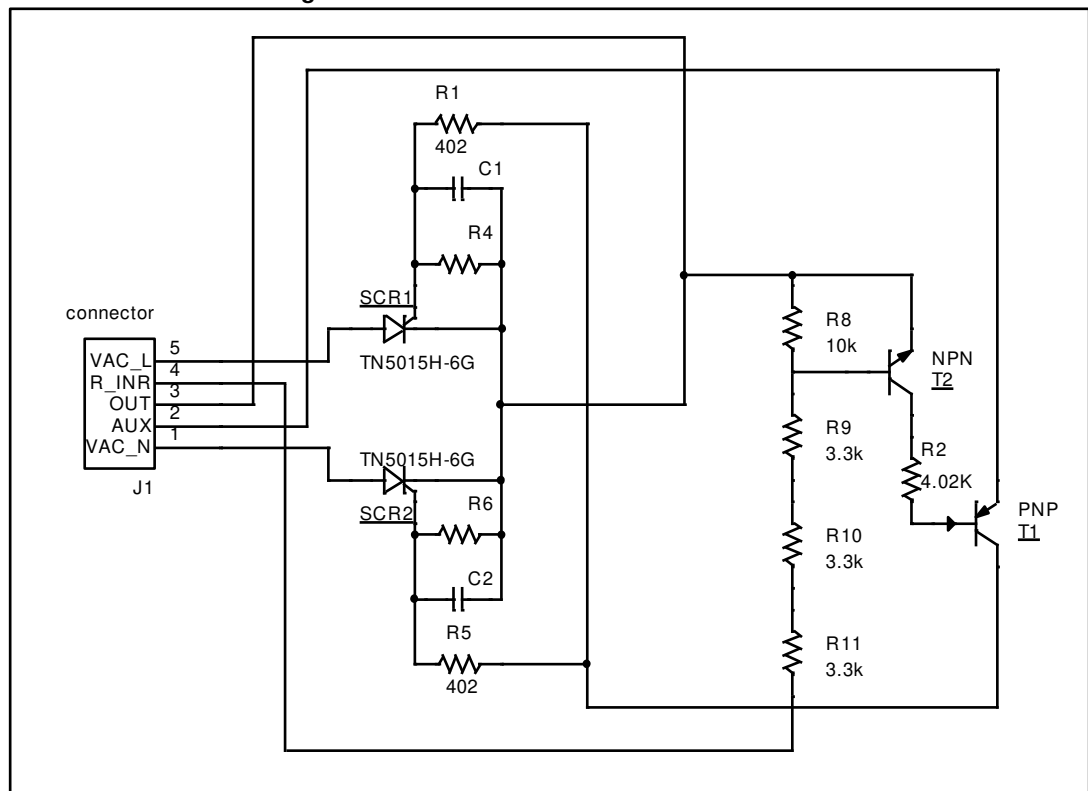 R1
402
C1
R4
SCR1
TN5015H-6G
connector
VAC_L
R_INR
OUT
AUX
VAC_N
5
4
3
2
1
J1
TN5015H-6G
SCR2
R6
C2
R5
402
R8
10k
NPN
T2
R9
3.3k
R2
4.02K
PNP
T1
R10
3.3k
R11
3.3k